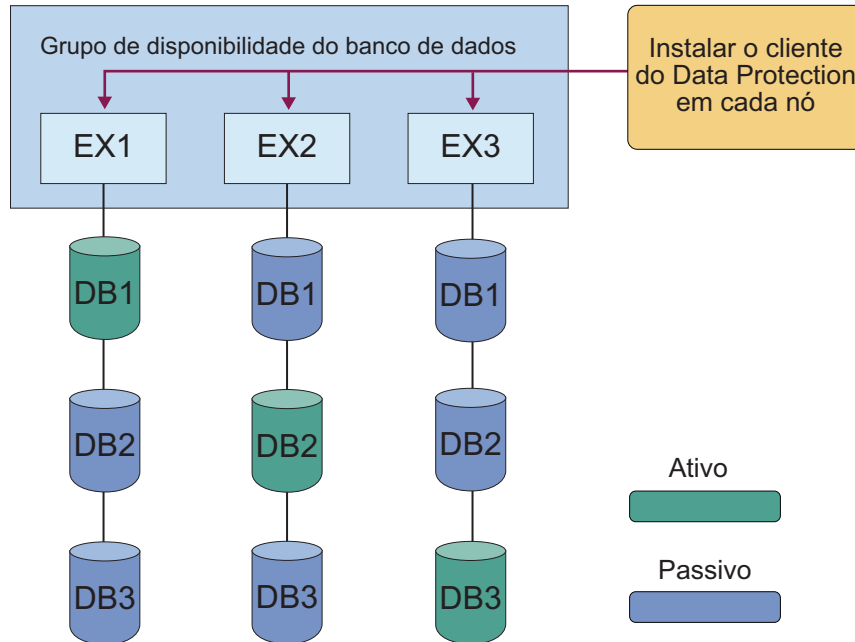 Grupo de disponibilidade do banco de dados
Instalar o cliente
do Data Protection
em cada nó
EX1
EX2
EX3
DB1
DB1
DB1
DB2
DB2
DB2
Ativo
DB3
DB3
DB3
Passivo